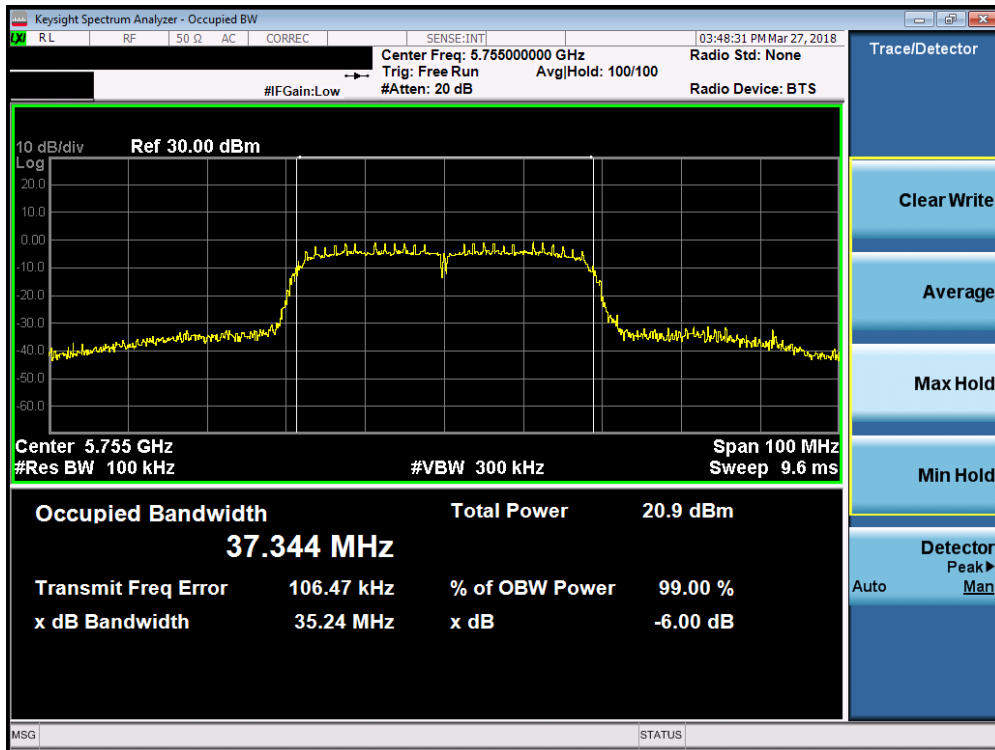 Keysight Spectrum Analyzer - Occupied BW
LXI RL RF 50 Ω AC CORREC SENSE:INT 03:48:31 PM Mar 27, 2018
Center Freq: 5.755000000 GHz Radio Std: None
Trig: Free Run Avg|Hold: 100/100
#IFGain:Low #Atten: 20 dB Radio Device: BTS
10 dB/div Ref 30.00 dBm
Log
20.0
10.0
0.00
-10.0
-20.0
-30.0
-40.0
-50.0
-60.0
Center 5.755 GHz Span 100 MHz
#Res BW 100 kHz #VBW 300 kHz Sweep 9.6 ms
Occupied Bandwidth Total Power 20.9 dBm
37.344 MHz
Transmit Freq Error 106.47 kHz % of OBW Power 99.00 %
x dB Bandwidth 35.24 MHz x dB -6.00 dB
MSG STATUS
Trace/Detector
Clear Write
Average
Max Hold
Min Hold
Detector
Peak▶
Auto Man